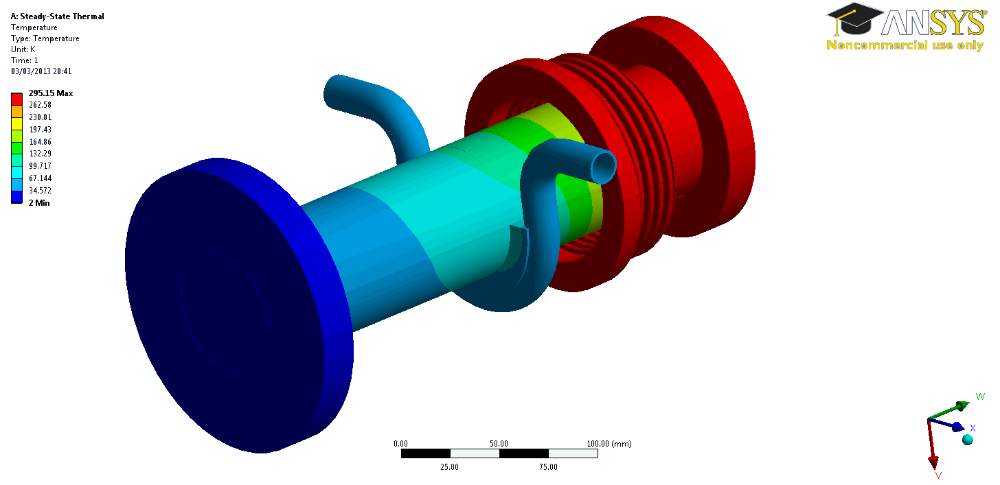 A: Steady-State Thermal
Temperature
Type: Temperature
Unit: K
Time: 1
03/03/2013 20:41
295.15 Max
262.58
230.01
197.43
164.86
132.29
99.717
67.144
34.572
2 Min
ANSYS®
Noncommercial use only
0.00 50.00 100.00 (mm)
25.00 75.00
W
X
V